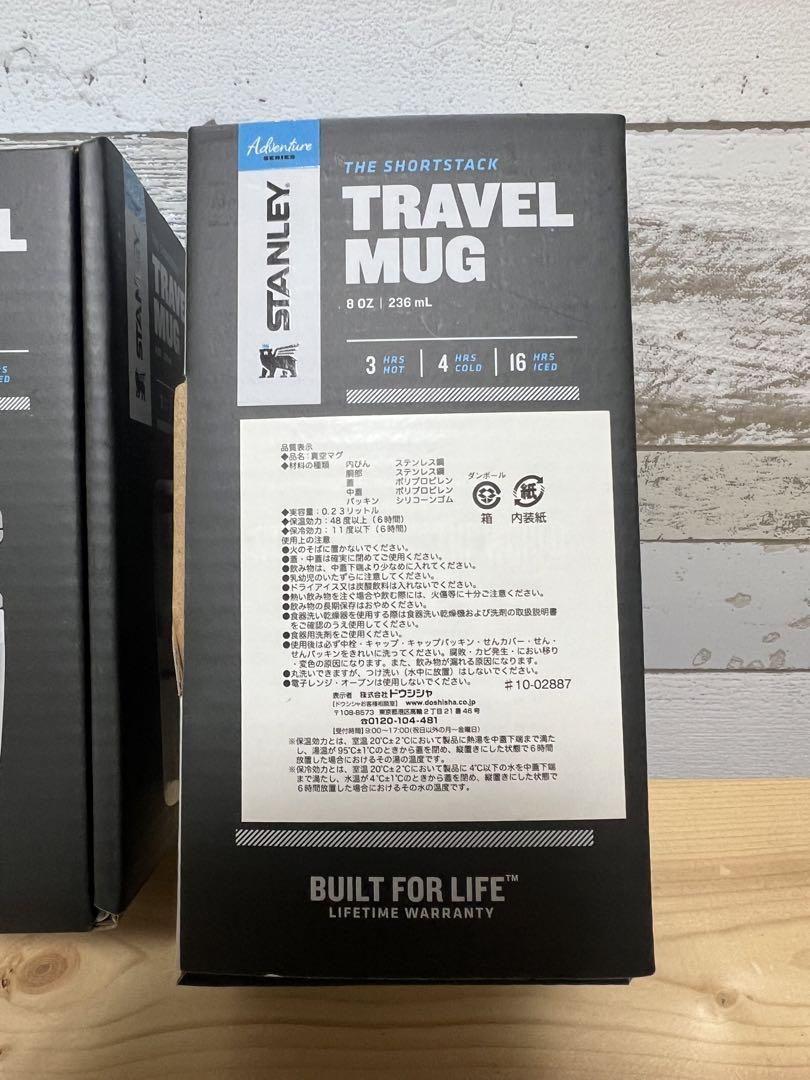 Adventure
SERIES
STANLEY
THE SHORTSTACK
TRAVEL
MUG
8 OZ | 236 mL
3 HRS HOT | 4 HRS COLD | 16 HRS ICED
品質表示
◆品名:真空マグ
◆材料の種類 内びん ステンレス鋼
胴部 ステンレス鋼
蓋 ポリプロピレン
中蓋 ポリプロピレン
パッキン シリコーンゴム
ダンボール
紙
箱 内装紙
◆実容量:0.23リットル
◆保温効力:48度以上(6時間)
◆保冷効力:11度以下(6時間)
使用上の注意
●火のそばに置かないでください。
●蓋・中蓋は確実に閉めてご使用ください。
●飲み物は、中蓋下端より少なめに入れてください。
●乳幼児のいたずらに注意してください。
●ドライアイス又は炭酸飲料は入れないでください。
●熱い飲み物を注ぐ場合や飲む際には、火傷等に十分ご注意ください。
●飲み物の長期保存はおやめください。
●食器洗い乾燥器を使用する際は食器洗い乾燥機および洗剤の取扱説明書
をご確認のうえ使用してください。
●食器用洗剤をご使用ください。
●使用後は必ず中栓・キャップ・キャップパッキン・せんカバー・せん・
せんパッキンをきれいに洗ってください。腐敗・カビ発生・におい移り
・変色の原因になります。また、飲み物が漏れる原因になります。
●丸洗いできますが、つけ洗い(水中に放置)はしないでください。
●電子レンジ・オーブンは使用しないでください。 #10-02887
表示者 株式会社ドウシシャ
[ドウシシャお客様相談室] www.doshisha.co.jp
〒108-8573 東京都港区高輪2丁目21番46号
☎0120-104-481
【受付時間】9:00~17:00(祝日以外の月~金曜日)
※保温効力とは、室温20℃±2℃において製品に熱湯を中蓋下端まで満た
し、湯温が95℃±1℃のときから蓋を閉め、縦置きにした状態で6時間
放置した場合におけるその湯の温度です。
※保冷効力とは、室温20℃±2℃において製品に4℃以下の水を中蓋下端
まで満たし、水温が4℃±1℃のときから蓋を閉め、縦置きにした状態で
6時間放置した場合におけるその水の温度です。
BUILT FOR LIFE™
LIFETIME WARRANTY
STANLEY
TRAVEL
MUG
L